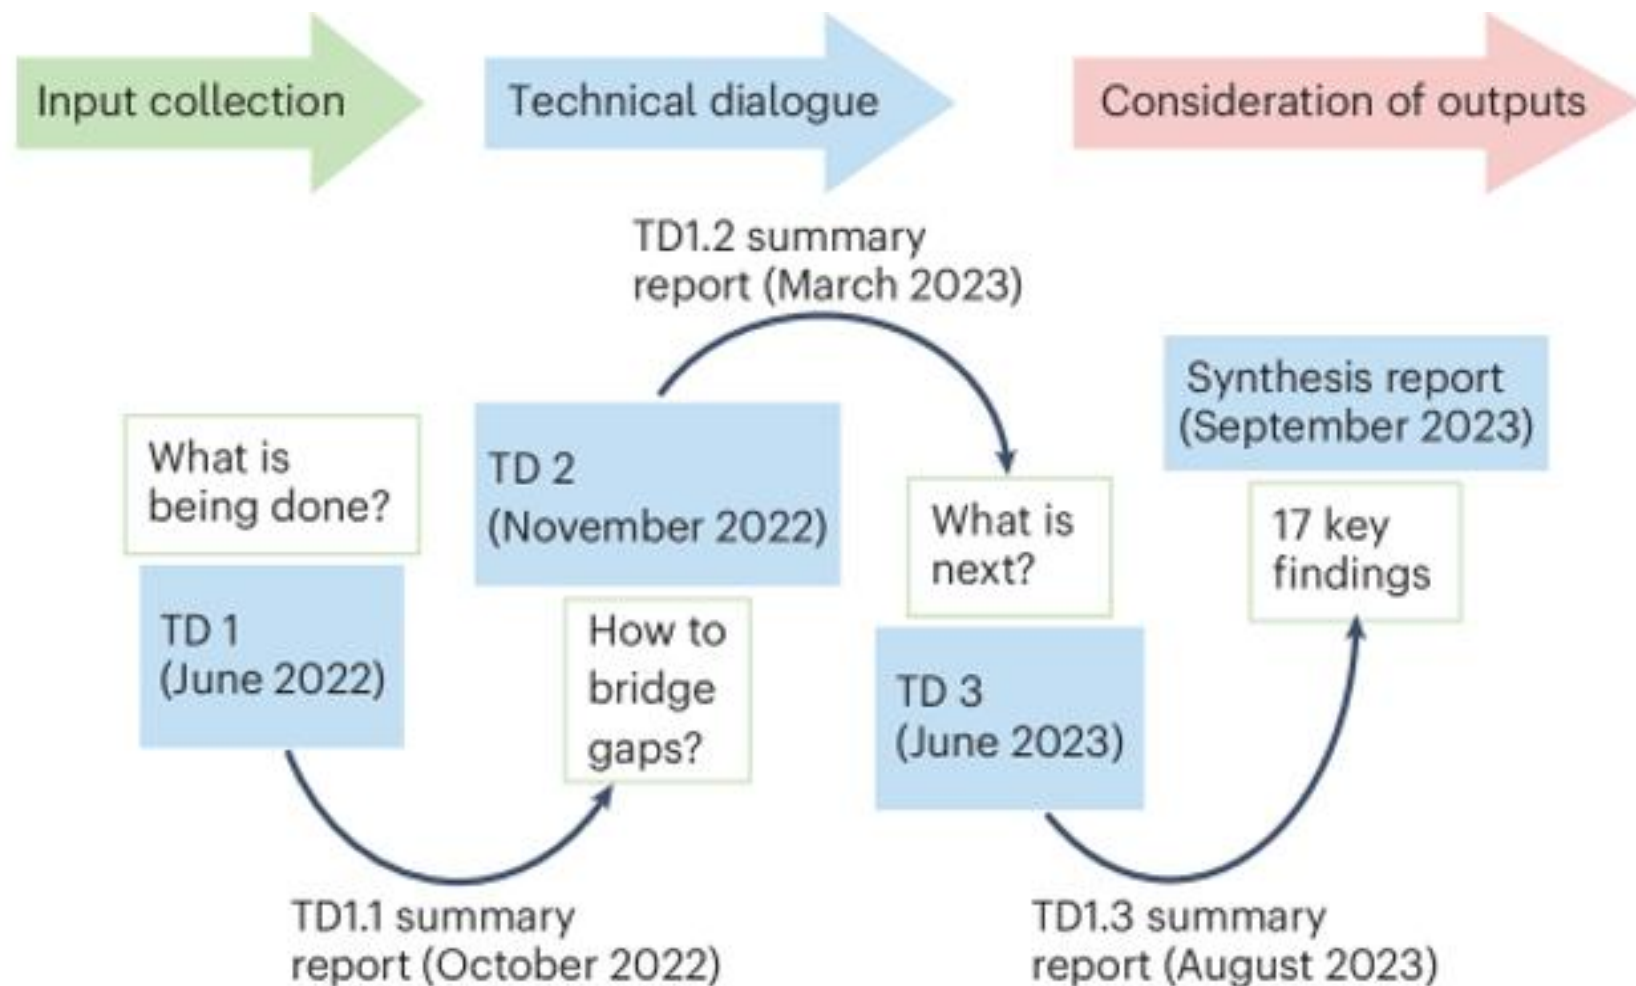 Input collection
Technical dialogue
Consideration of outputs
TD1.2 summary
report (March 2023)
What is
being done?
TD 1
(June 2022)
TD 2
(November 2022)
How to
bridge
gaps?
What is
next?
TD 3
(June 2023)
Synthesis report
(September 2023)
17 key
findings
TD1.1 summary
report (October 2022)
TD1.3 summary
report (August 2023)